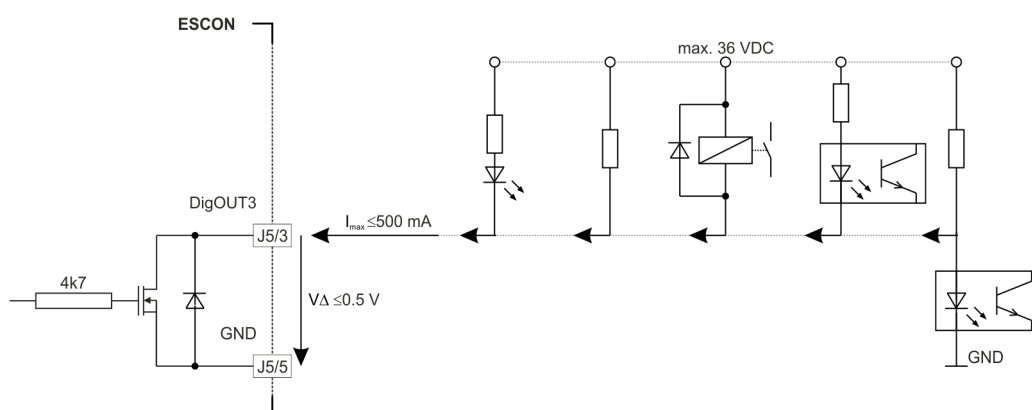 ESCON
max. 36 VDC
DigOUT3
J5/3
Imax ≤500 mA
4k7
VΔ ≤0.5 V
GND
J5/5
GND